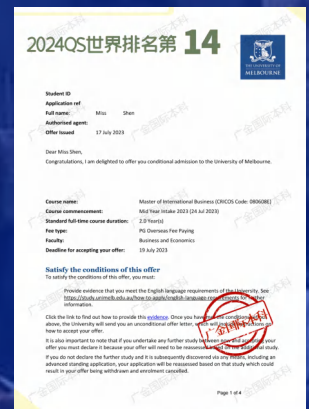 2024QS世界排名第 14
THE UNIVERSITY OF
MELBOURNE
Student ID
Application ref
Full name: Miss Shen
Authorised agent:
Offer Issued 17 July 2023
Dear Miss Shen,
Congratulations, I am delighted to offer you conditional admission to the University of Melbourne.
Course name: Master of International Business (CRICOS Code: 080608E)
Course commencement: Mid Year Intake 2023 (24 Jul 2023)
Standard full-time course duration: 2.0 Year(s)
Fee type: PG Overseas Fee Paying
Faculty: Business and Economics
Deadline for accepting your offer: 19 July 2023
Satisfy the conditions of this offer
To satisfy the conditions of this offer, you must:
Provide evidence that you meet the English language requirements of the University. See
https://study.unimelb.edu.au/how-to-apply/english-language-requirements for further
information.
Click the link to find out how to provide this evidence. Once you have the conditions
above, the University will send you an unconditional offer letter, which will include instructions on
how to accept your offer.
It is also important to note that if you undertake any further study between now and accepting your
offer you must declare it because your offer will need to be reassessed based on the additional study.
If you do not declare the further study and it is subsequently discovered via any means, including an
advanced standing application, your application will be reassessed based on that study which could
result in your offer being withdrawn and enrolment cancelled.
Page 1 of 4